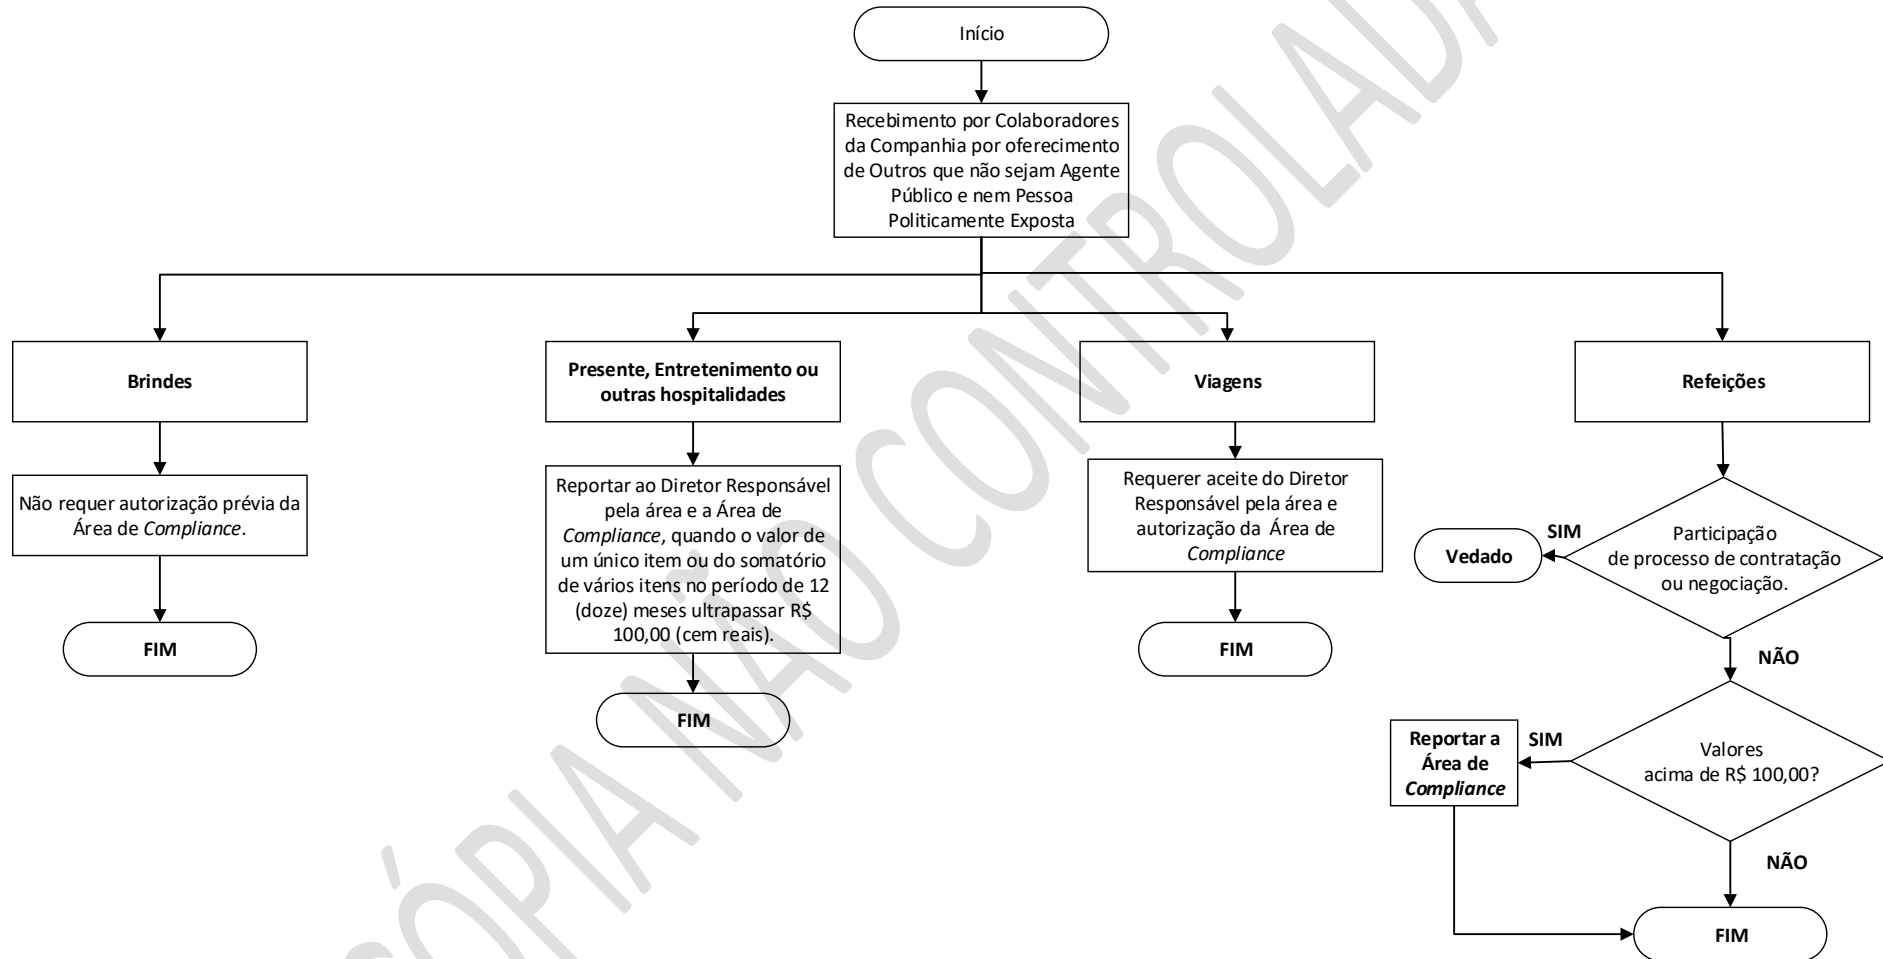 Início
Recebimento por Colaboradores
da Companhia por oferecimento
de Outros que não sejam Agente
Público e nem Pessoa
Politicamente Exposta
Brindes
Presente, Entretenimento ou
outras hospitalidades
Viagens
Refeições
Não requer autorização prévia da
Área de Compliance.
FIM
Reportar ao Diretor Responsável
pela área e a Área de
Compliance, quando o valor de
um único item ou do somatório
de vários itens no período de 12
(doze) meses ultrapassar R$
100,00 (cem reais).
FIM
Requerer aceite do Diretor
Responsável pela área e
autorização da Área de
Compliance
FIM
Participação
de processo de contratação
ou negociação.
SIM
Vedado
NÃO
Valores
acima de R$ 100,00?
SIM
Reportar a
Área de
Compliance
NÃO
FIM
CÓPIA NÃO CONTROLADA